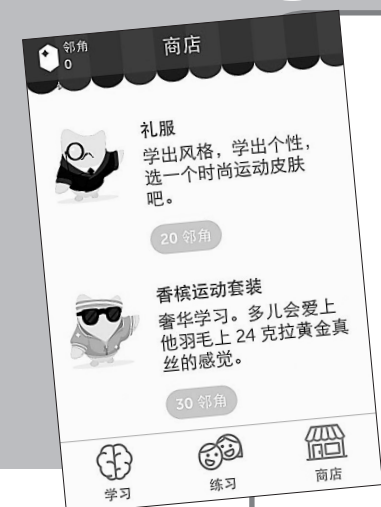 邻角
0
商店
礼服
学出风格，学出个性，
选一个时尚运动皮肤
吧。
20 邻角
香槟运动套装
奢华学习。多儿会爱上
他羽毛上 24 克拉黄金真
丝的感觉。
30 邻角
学习
练习
商店